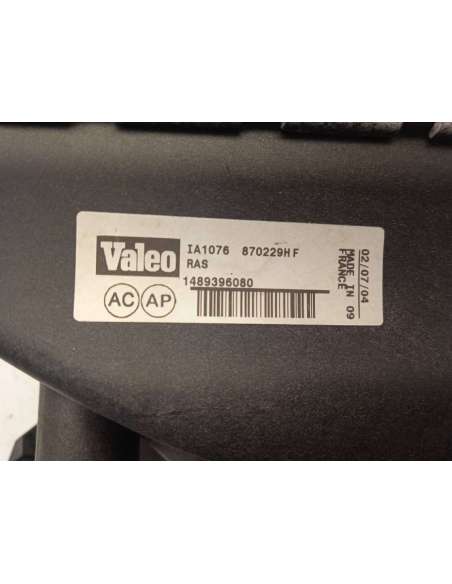 Valeo
IA1076 870229HF
RAS
1489396080
AC AP
02/07/04
MADE IN 09
FRANCE